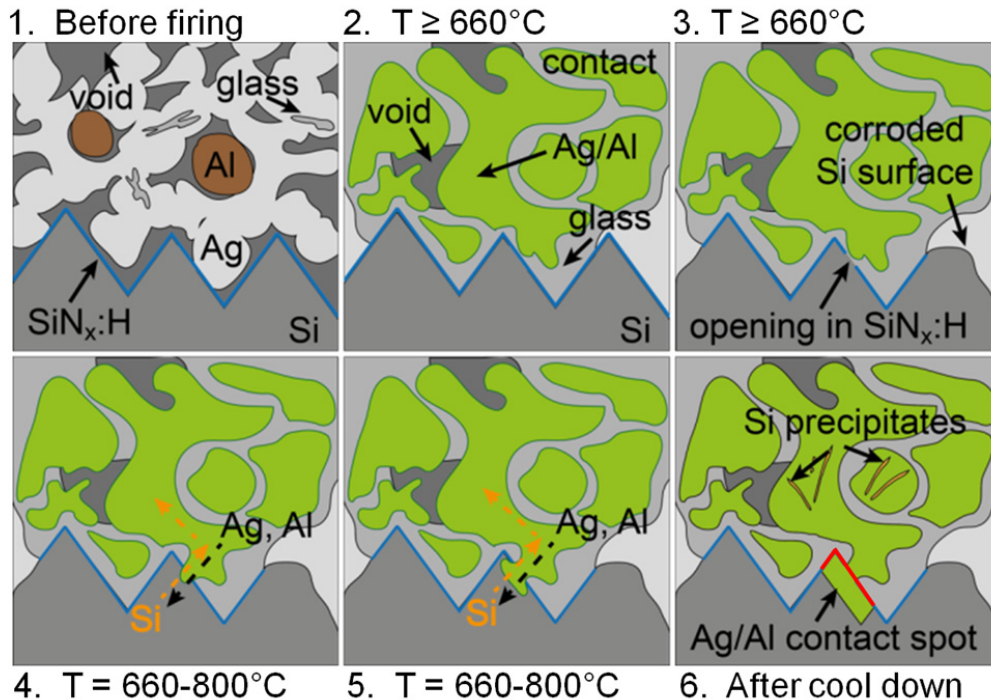 1. Before firing
void
glass
Al
Ag
SiNx:H
Si
2. T ≥ 660°C
contact
void
Ag/Al
glass
Si
3. T ≥ 660°C
corroded
Si surface
opening in SiNx:H
Ag, Al
Si
4. T = 660-800°C
Ag, Al
Si
5. T = 660-800°C
Si precipitates
Ag/Al contact spot
6. After cool down